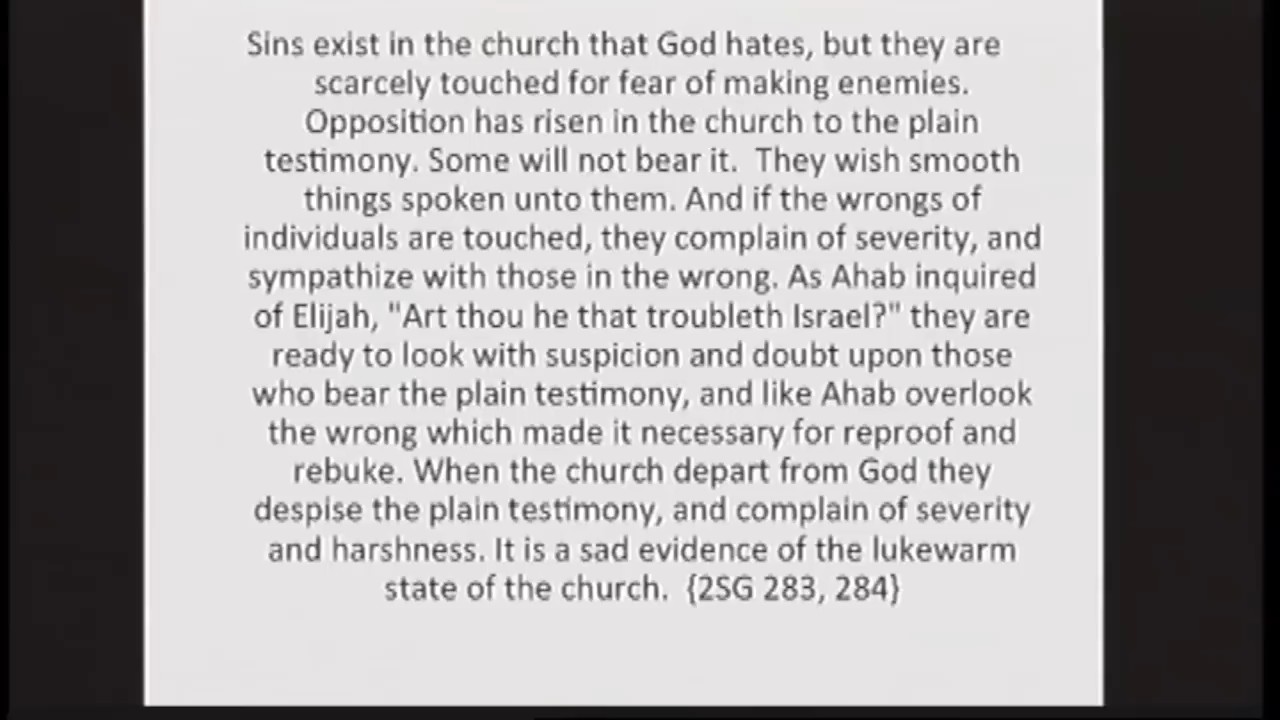 Sins exist in the church that God hates, but they are
scarcely touched for fear of making enemies.
Opposition has risen in the church to the plain
testimony. Some will not bear it.  They wish smooth
things spoken unto them. And if the wrongs of
individuals are touched, they complain of severity, and
sympathize with those in the wrong. As Ahab inquired
of Elijah, "Art thou he that troubleth Israel?" they are
ready to look with suspicion and doubt upon those
who bear the plain testimony, and like Ahab overlook
the wrong which made it necessary for reproof and
rebuke. When the church depart from God they
despise the plain testimony, and complain of severity
and harshness. It is a sad evidence of the lukewarm
state of the church.  {2SG 283, 284}